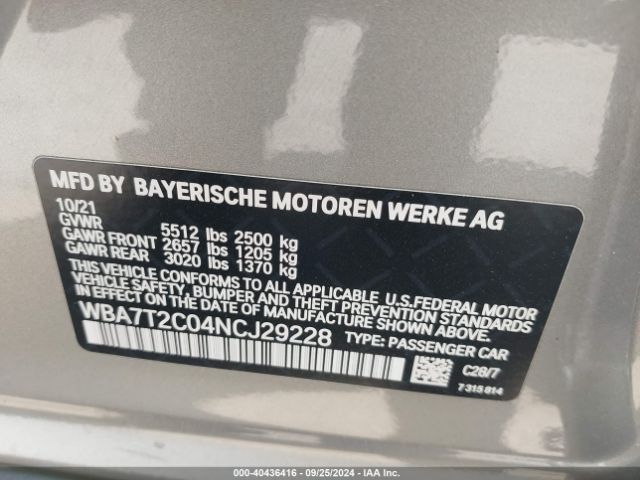 MFD BY BAYERISCHE MOTOREN WERKE AG
10/21
GVWR 5512 lbs 2500 kg
GAWR FRONT 2657 lbs 1205 kg
GAWR REAR 3020 lbs 1370 kg
THIS VEHICLE CONFORMS TO ALL APPLICABLE U.S.FEDERAL MOTOR
VEHICLE SAFETY, BUMPER AND THEFT PREVENTION STANDARDS
IN EFFECT ON THE DATE OF MANUFACTURE SHOWN ABOVE.
WBA7T2C04NCJ29228 TYPE: PASSENGER CAR
C28/7
7 315 814
000-40436416 - 09/25/2024 - IAA Inc.